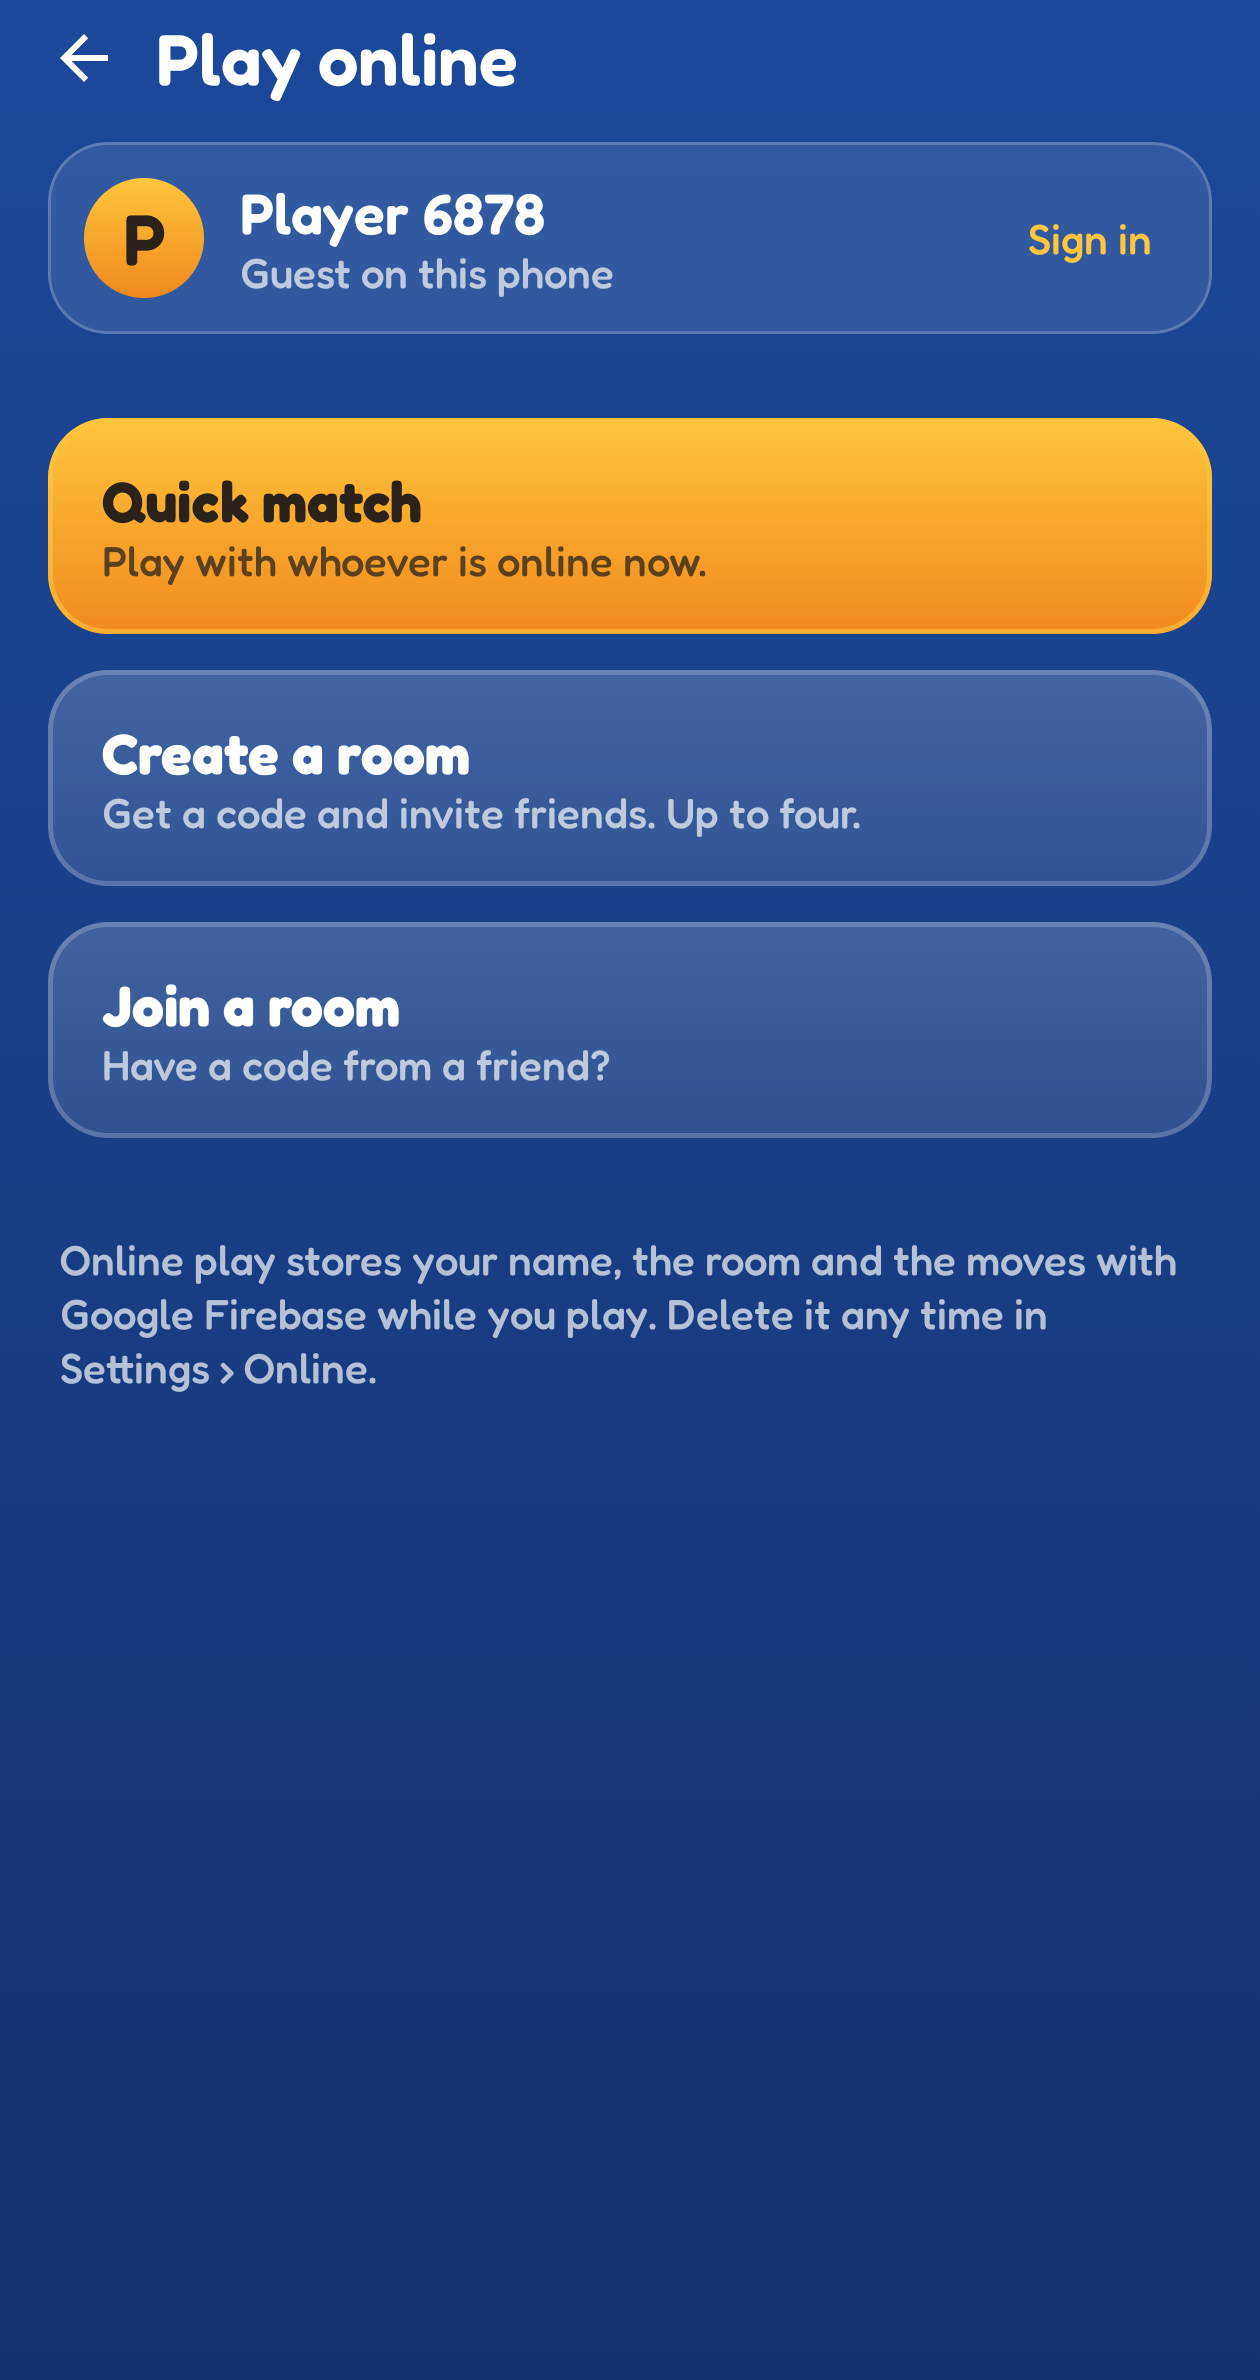 Play online
P
Player 6878
Guest on this phone
Sign in
Quick match
Play with whoever is online now.
Create a room
Get a code and invite friends. Up to four.
Join a room
Have a code from a friend?
Online play stores your name, the room and the moves with
Google Firebase while you play. Delete it any time in
Settings › Online.